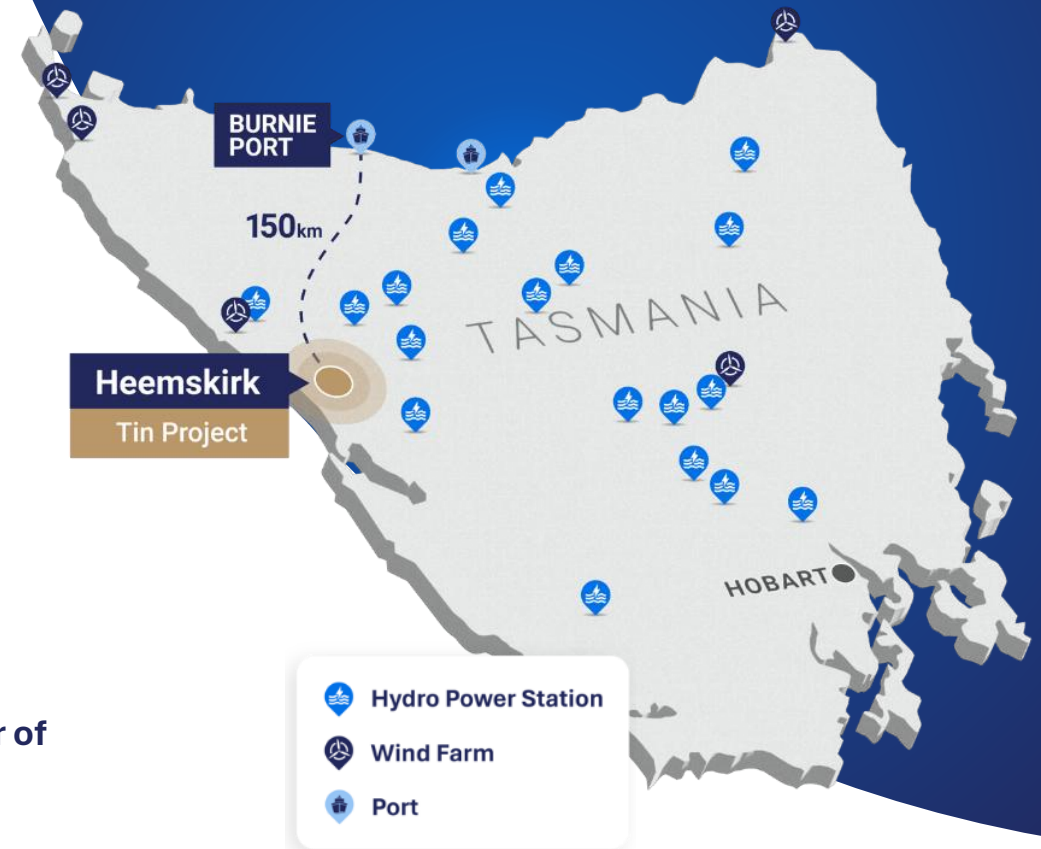 BURNIE
PORT
150km
TASMANIA
Heemskirk
Tin Project
HOBART
Hydro Power Station
of
Wind Farm
Port